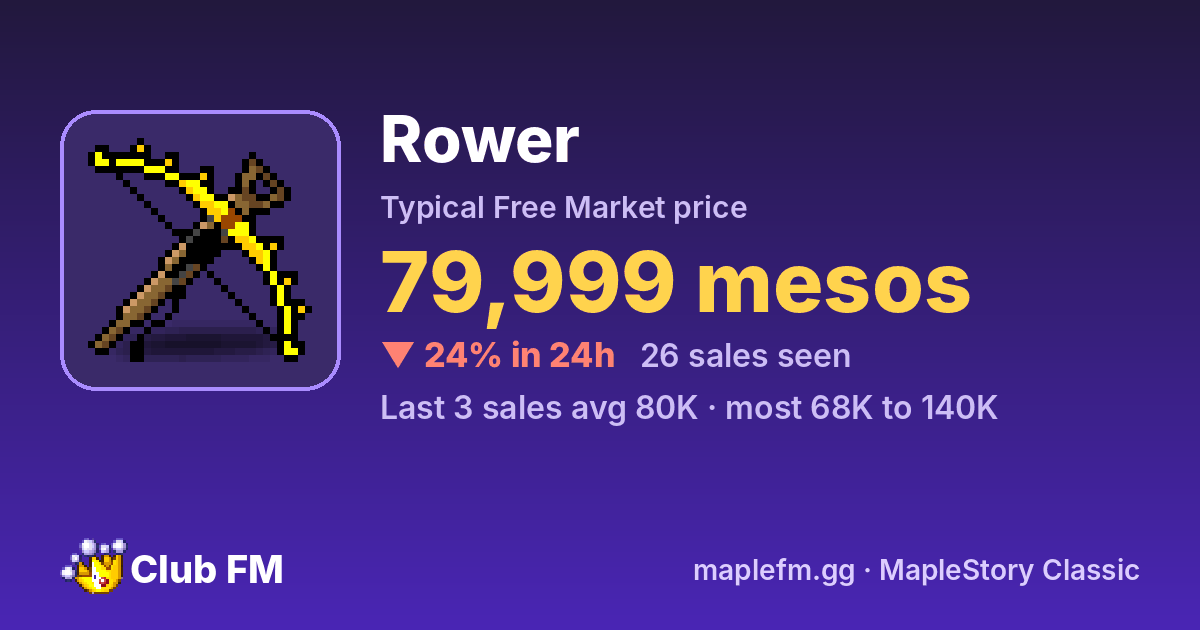 Rower
Typical Free Market price
79,999 mesos
▼ 24% in 24h 26 sales seen
Last 3 sales avg 80K · most 68K to 140K
Club FM
maplefm.gg · MapleStory Classic